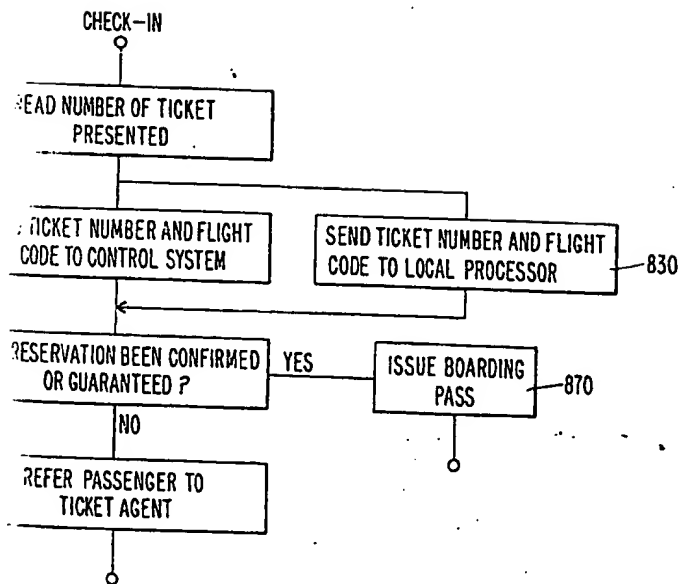 CHECK-IN
NUMBER OF TICKET
PRESENTED
TICKET NUMBER AND FLIGHT
CODE TO CONTROL SYSTEM
SEND TICKET NUMBER AND FLIGHT
CODE TO LOCAL PROCESSOR
830
RESERVATION BEEN CONFIRMED
OR GUARANTEED ?
YES
ISSUE BOARDING
PASS
870
NO
REFER PASSENGER TO
TICKET AGENT